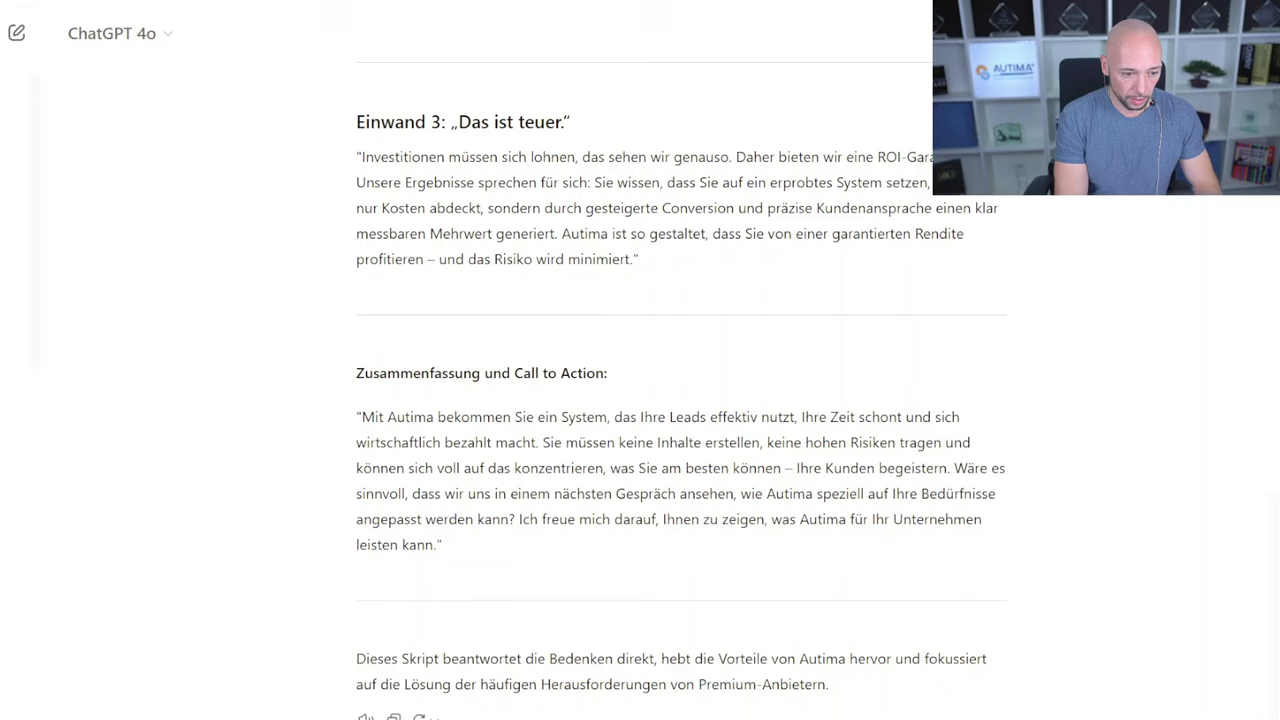 ChatGPT 4o
AUTIMA
Einwand 3: „Das ist teuer.“
"Investitionen müssen sich lohnen, das sehen wir genauso. Daher bieten wir eine
Unsere Ergebnisse sprechen für sich: Sie wissen, dass Sie auf ein erprobtes System setzen,
nur Kosten abdeckt, sondern durch gesteigerte Conversion und präzise Kundenansprache einen klar
messbaren Mehrwert generiert. Autima ist so gestaltet, dass Sie von einer garantierten Rendite
profitieren – und das Risiko wird minimiert."
Zusammenfassung und Call to Action:
"Mit Autima bekommen Sie ein System, das Ihre Leads effektiv nutzt, Ihre Zeit schont und sich
wirtschaftlich bezahlt macht. Sie müssen keine Inhalte erstellen, keine hohen Risiken tragen und
können sich voll auf das konzentrieren, was Sie am besten können – Ihre Kunden begeistern. Wäre es
sinnvoll, dass wir uns in einem nächsten Gespräch ansehen, wie Autima speziell auf Ihre Bedürfnisse
angepasst werden kann? Ich freue mich darauf, Ihnen zu zeigen, was Autima für Ihr Unternehmen
leisten kann."
Dieses Skript beantwortet die Bedenken direkt, hebt die Vorteile von Autima hervor und fokussiert
auf die Lösung der häufigen Herausforderungen von Premium-Anbietern.